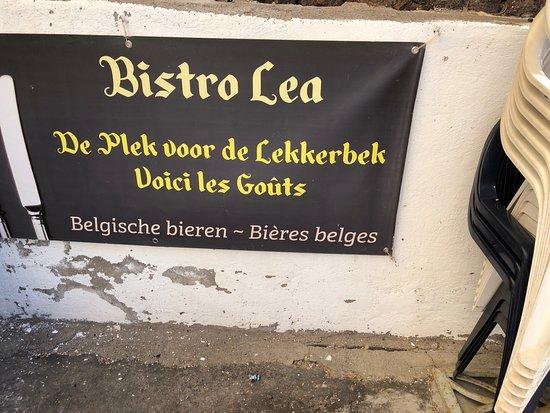 Bistro Lea
De Plek voor de Lekkerbek
Voici les Goûts
Belgische bieren ~ Bières belges